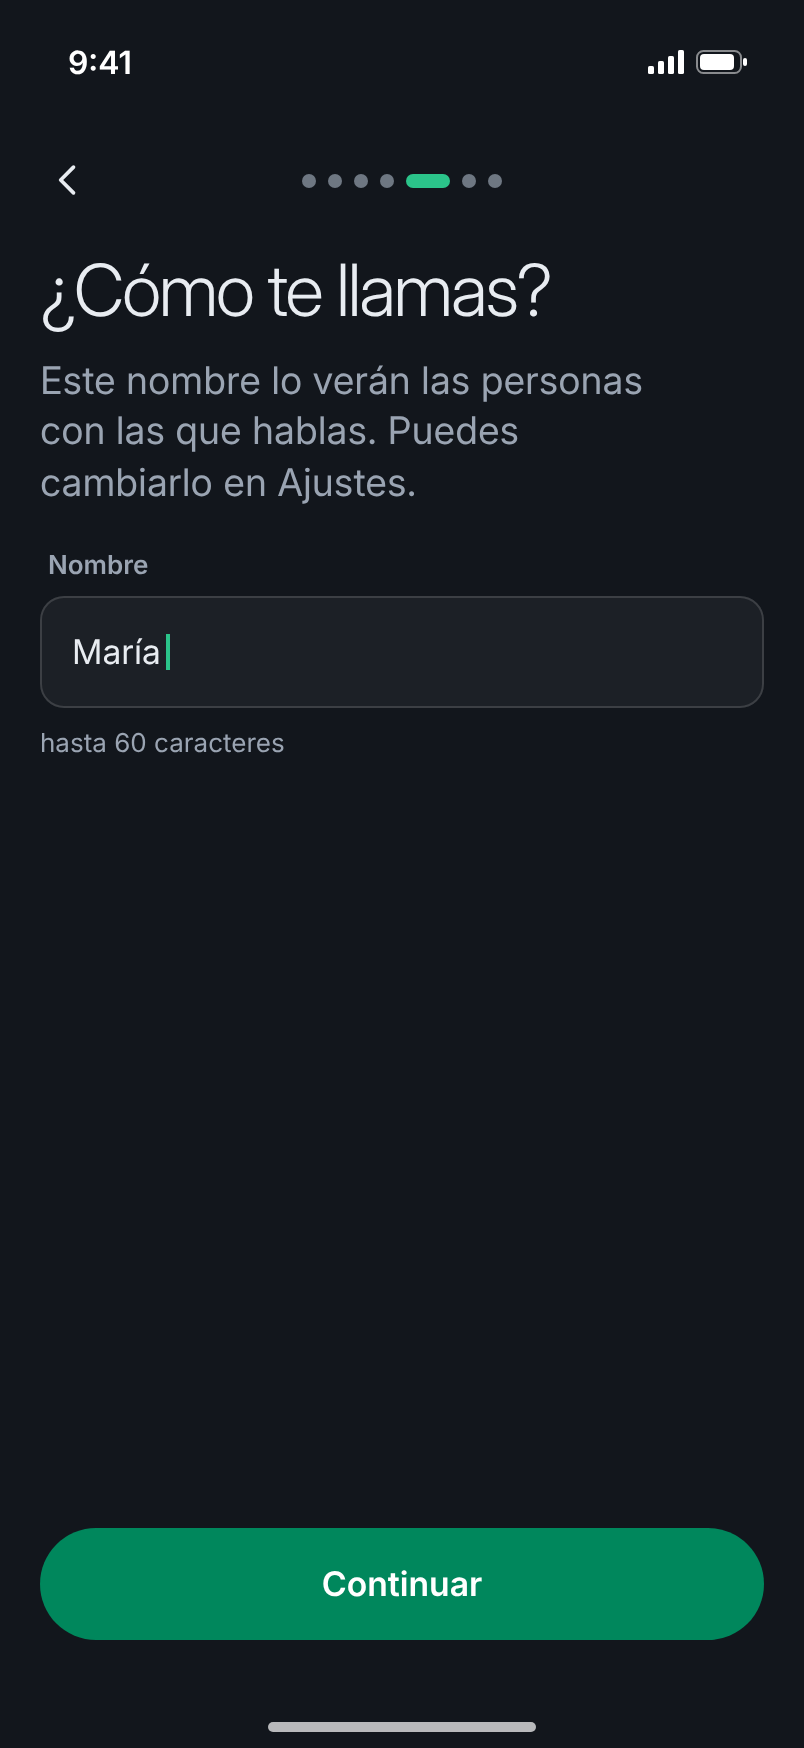 9:41
¿Cómo te llamas?
Este nombre lo verán las personas
con las que hablas. Puedes
cambiarlo en Ajustes.
Nombre
María
hasta 60 caracteres
Continuar